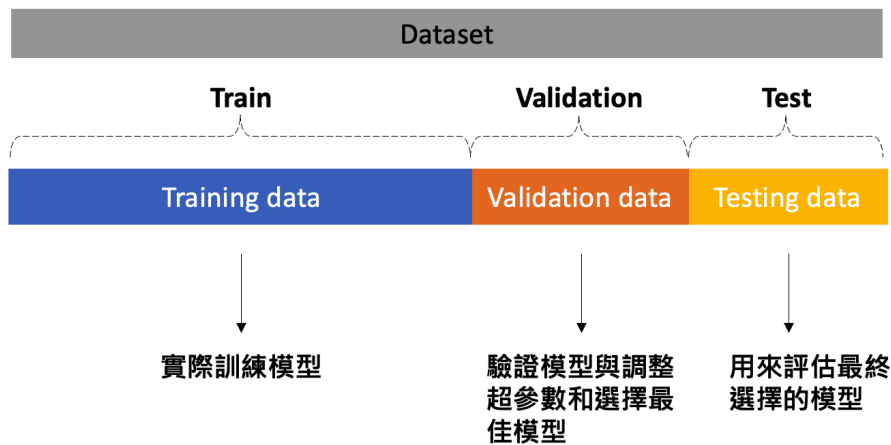 Dataset
Train
Validation
Test
Training data
Validation data
Testing data
實際訓練模型
驗證模型與調整
超參數和選擇最
佳模型
用來評估最終
選擇的模型